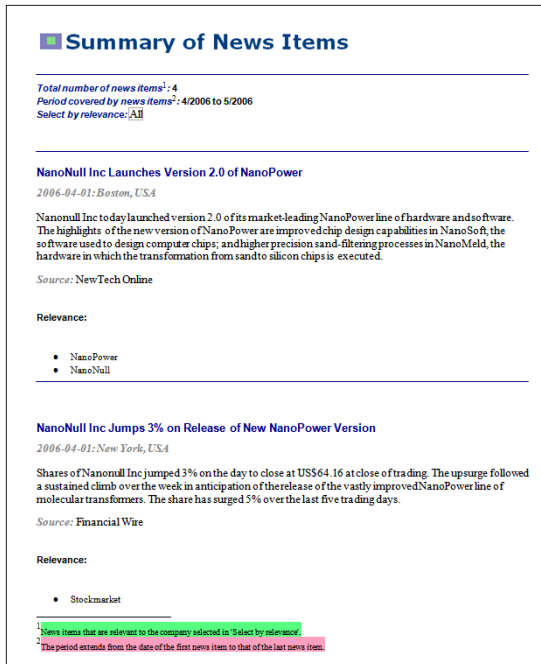 Summary of News Items
Total number of news items1: 4
Period covered by news items2: 4/2006 to 5/2006
Select by relevance: All
NanoNull Inc Launches Version 2.0 of NanoPower
2006-04-01: Boston, USA
Nanonull Inc today launched version 2.0 of its market-leading NanoPower line of hardware and software.
The highlights of the new version of NanoPower are improved chip design capabilities in NanoSoft, the
software used to design computer chips; and higher precision sand-filtering processes in NanoMeld, the
hardware in which the transformation from sand to silicon chips is executed.
Source: NewTech Online
Relevance:
• NanoPower
• NanoNull
NanoNull Inc Jumps 3% on Release of New NanoPower Version
2006-04-01: New York, USA
Shares of Nanonull Inc jumped 3% on the day to close at US$64.16 at close of trading. The upsurge followed
a sustained climb over the week in anticipation of the release of the vastly improved NanoPower line of
molecular transformers. The share has surged 5% over the last five trading days.
Source: Financial Wire
Relevance:
• Stockmarket
1 News items that are relevant to the company selected in 'Select by relevance'.
2 The period extends from the date of the first news item to that of the last news item.